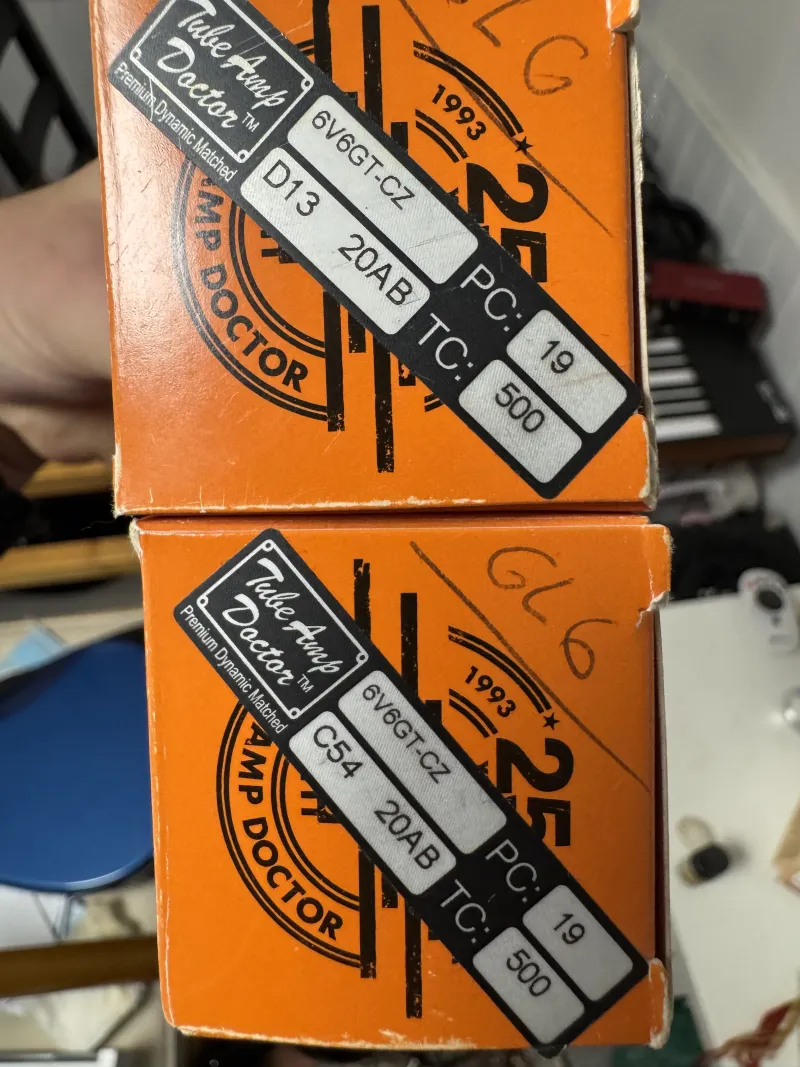 Tube Amp
Doctor™
Premium Dynamic Matched
6V6GT-CZ
D13 20AB
PC: 19
TC: 500
1993
25
AMP DOCTOR
Tube Amp
Doctor™
Premium Dynamic Matched
6V6GT-CZ
C54 20AB
PC: 19
TC: 500
GL6
1993
25
AMP DOCTOR